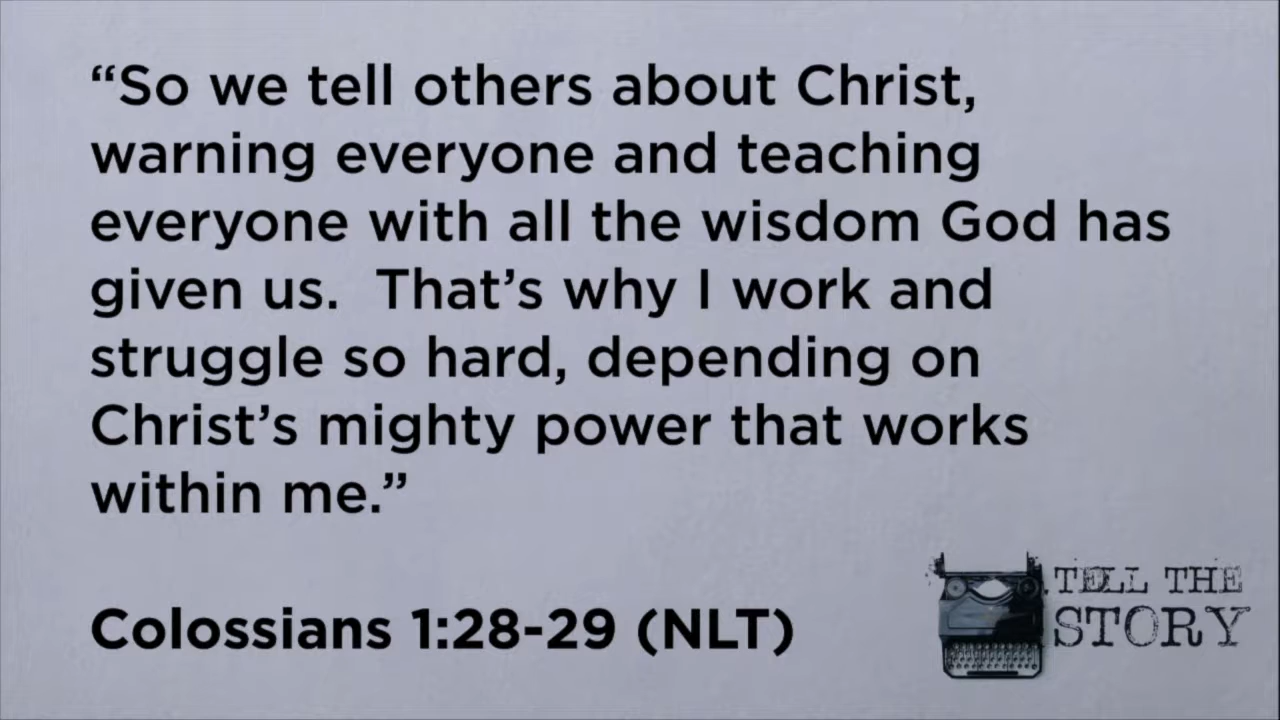 “So we tell others about Christ,
warning everyone and teaching
everyone with all the wisdom God has
given us.  That’s why I work and
struggle so hard, depending on
Christ’s mighty power that works
within me.”
Colossians 1:28-29 (NLT)
TELL THE
STORY